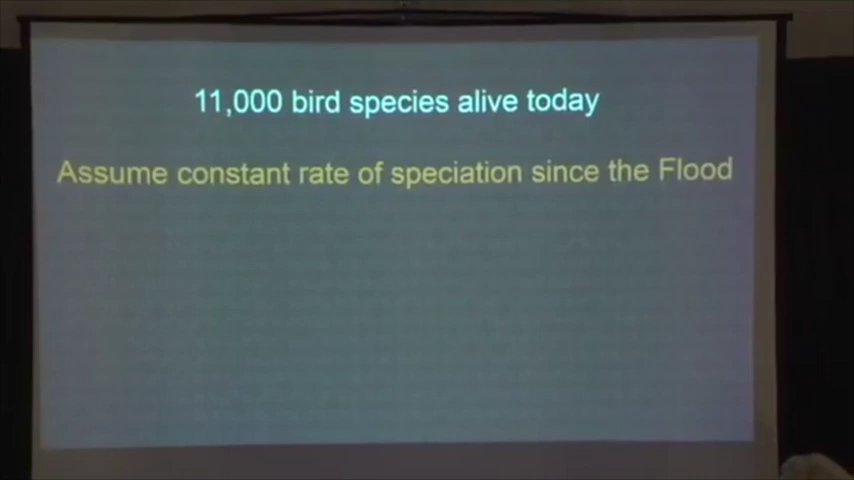 11,000 bird species alive today
Assume constant rate of speciation since the Flood